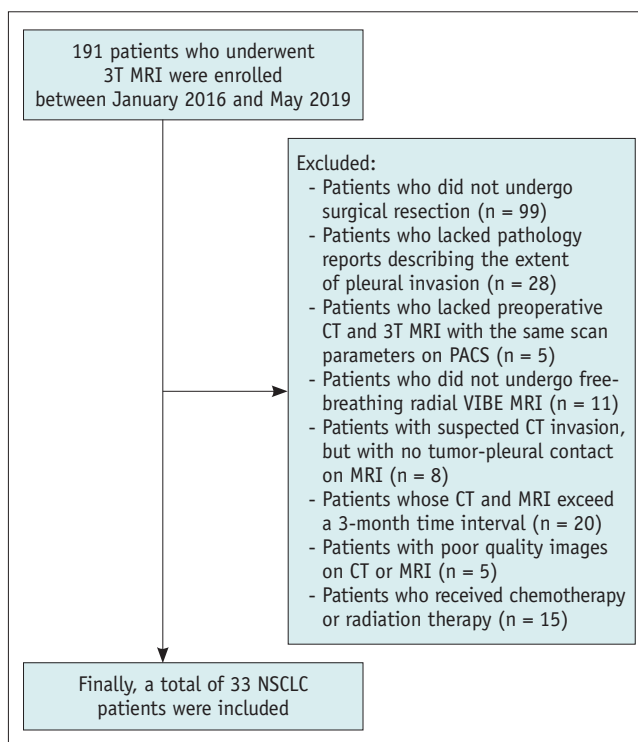 191 patients who underwent
3T MRI were enrolled
between January 2016 and May 2019
Excluded:
- Patients who did not undergo
surgical resection (n = 99)
- Patients who lacked pathology
reports describing the extent
of pleural invasion (n = 28)
- Patients who lacked preoperative
CT and 3T MRI with the same scan
parameters on PACS (n = 5)
- Patients who did not undergo free-
breathing radial VIBE MRI (n = 11)
- Patients with suspected CT invasion,
but with no tumor-pleural contact
on MRI (n = 8)
- Patients whose CT and MRI exceed
a 3-month time interval (n = 20)
- Patients with poor quality images
on CT or MRI (n = 5)
- Patients who received chemotherapy
or radiation therapy (n = 15)
Finally, a total of 33 NSCLC
patients were included